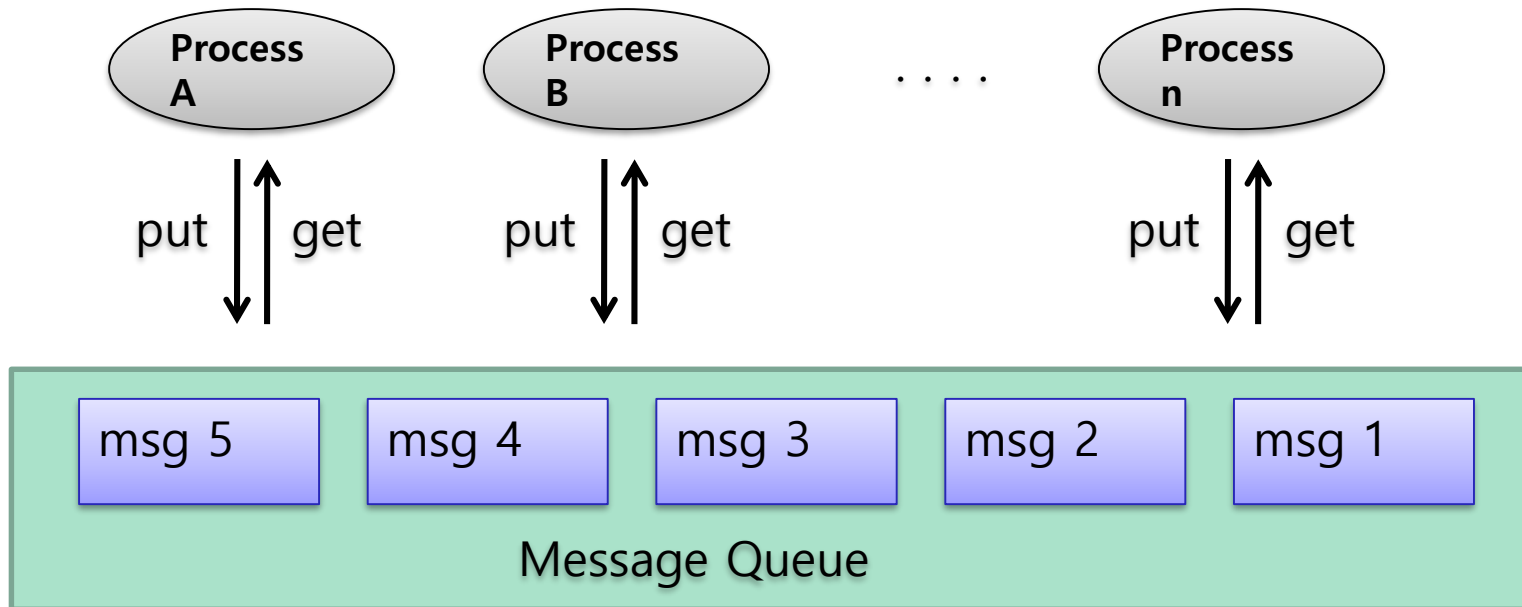 Process
A
Process
B
. . . .
Process
n
put
get
put
get
put
get
msg 5
msg 4
msg 3
msg 2
msg 1
Message Queue